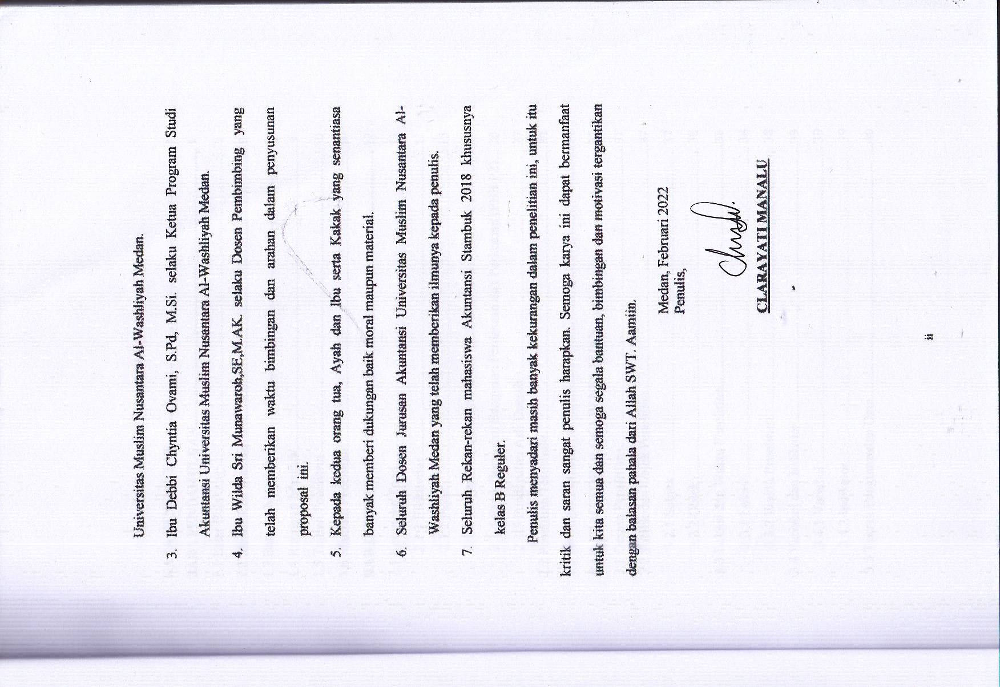 Universitas Muslim Nusantara Al-Washliyah Medan.
3. Ibu Debbi Chyntia Ovami, S.Pd, M.Si. selaku Ketua Program Studi
Akuntansi Universitas Muslim Nusantara Al-Washliyah Medan.
4. Ibu Wilda Sri Munawaroh,SE,M.AK. selaku Dosen Pembimbing yang
telah memberikan waktu bimbingan dan arahan dalam penyusunan
proposal ini.
5. Kepada kedua orang tua, Ayah dan Ibu serta Kakak yang senantiasa
banyak memberi dukungan baik moral maupun material.
6. Seluruh Dosen Jurusan Akuntansi Universitas Muslim Nusantara Al-
Washliyah Medan yang telah memberikan ilmunya kepada penulis.
7. Seluruh Rekan-rekan mahasiswa Akuntansi Stambuk 2018 khususnya
kelas B Reguler.
Penulis menyadari masih banyak kekurangan dalam penelitian ini, untuk itu
kritik dan saran sangat penulis harapkan. Semoga karya ini dapat bermanfaat
untuk kita semua dan semoga segala bantuan, bimbingan dan motivasi tergantikan
dengan balasan pahala dari Allah SWT. Aamiin.
Medan, Februari 2022
Penulis,
CLARAYATI MANALU
ii